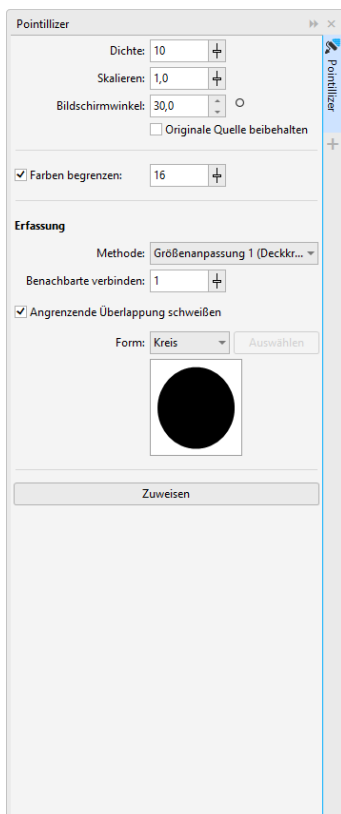 Pointillizer
Dichte: 10
Skalieren: 1,0
Bildschirmwinkel: 30,0
Originale Quelle beibehalten
Farben begrenzen: 16
Erfassung
Methode: Größenanpassung 1 (Deckkr...
Benachbarte verbinden: 1
Angrenzende Überlappung schweißen
Form: Kreis Auswählen
Zuweisen
Pointillizer